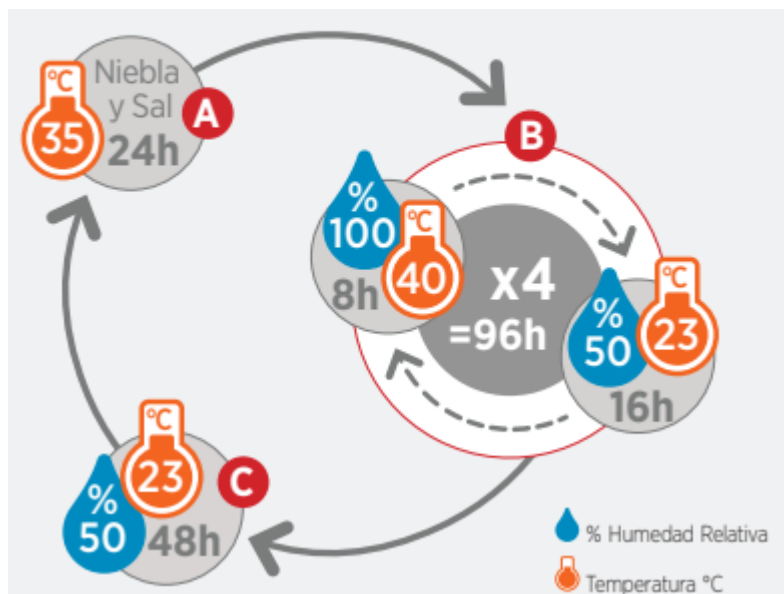 °C
35
Niebla
y Sal
24h
A
B
%
100
°C
40
8h
x4
=96h
%
50
°C
23
16h
°C
23
%
50
48h
C
% Humedad Relativa
Temperatura °C